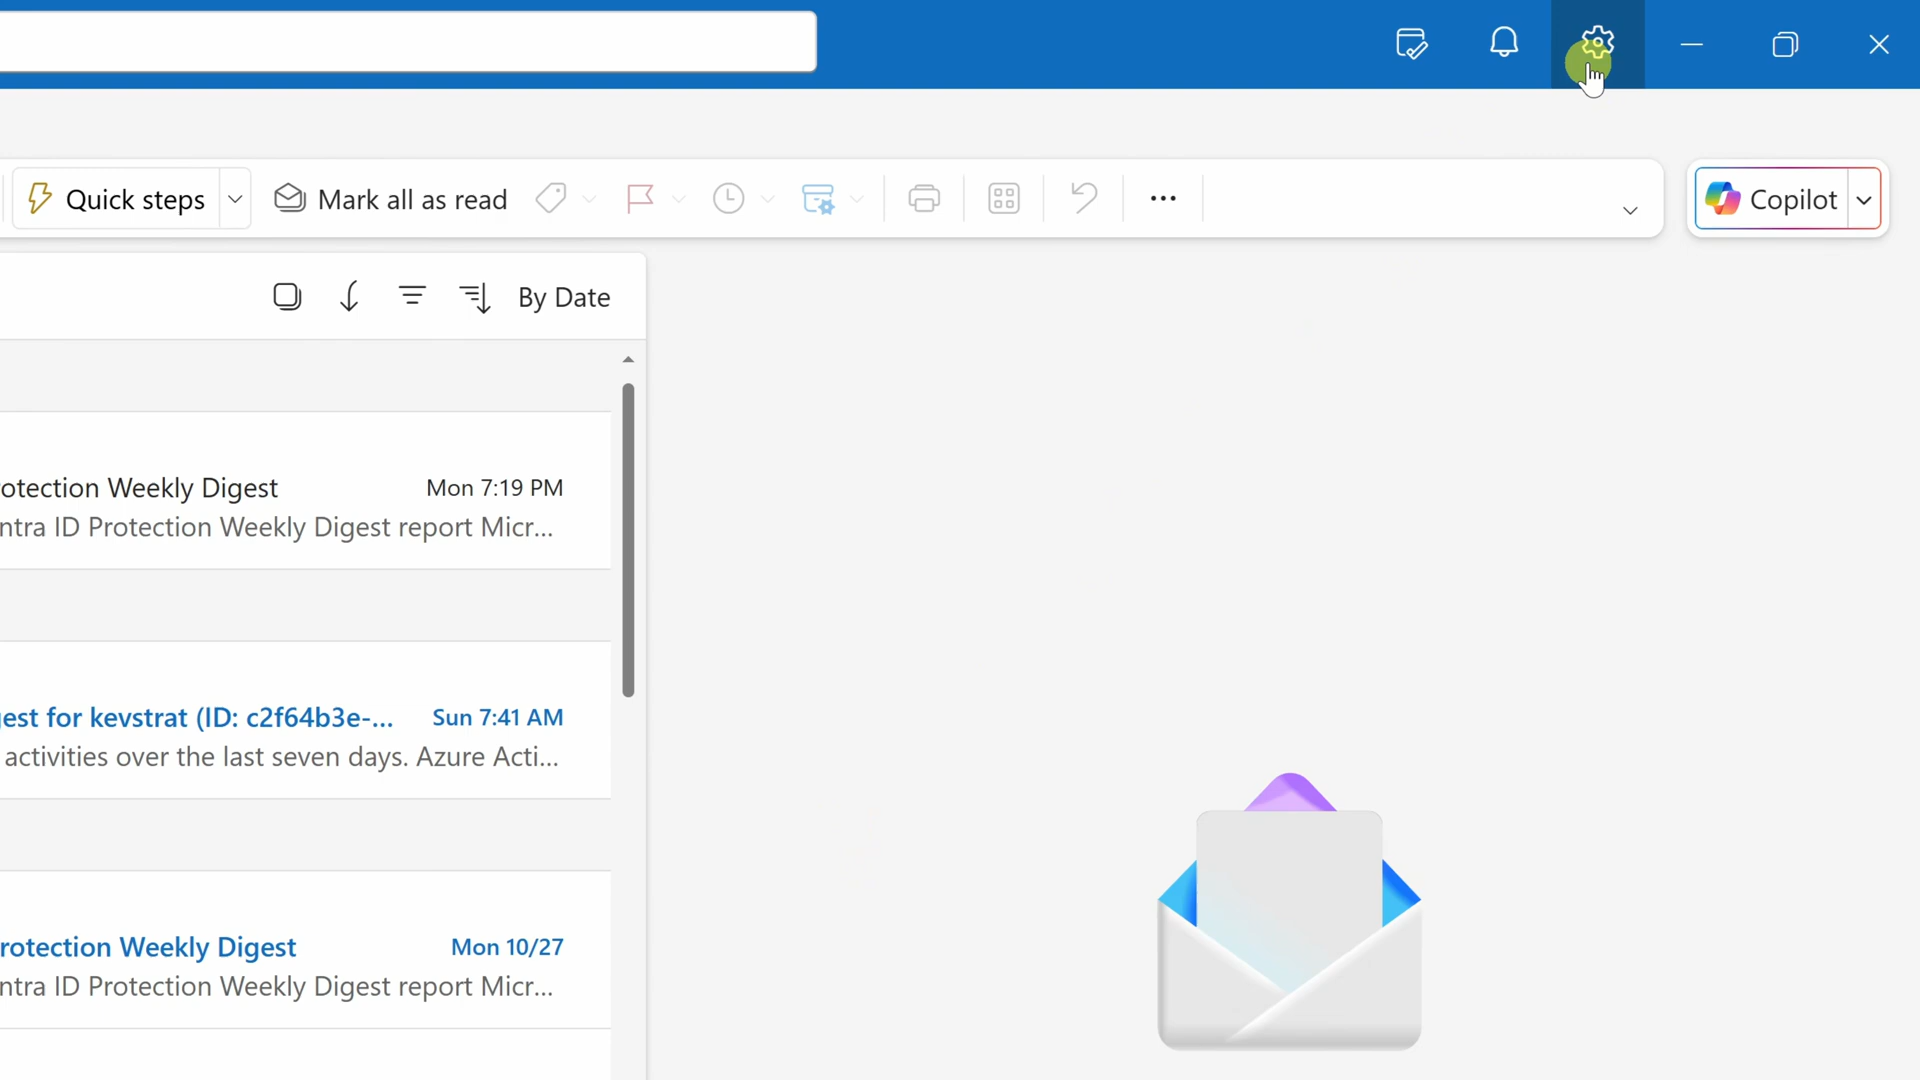 Quick steps
Mark all as read
Copilot
By Date
otection Weekly Digest Mon 7:19 PM
ntra ID Protection Weekly Digest report Micr...
est for kevstrat (ID: c2f64b3e-... Sun 7:41 AM
activities over the last seven days. Azure Acti...
rotection Weekly Digest Mon 10/27
ntra ID Protection Weekly Digest report Micr...